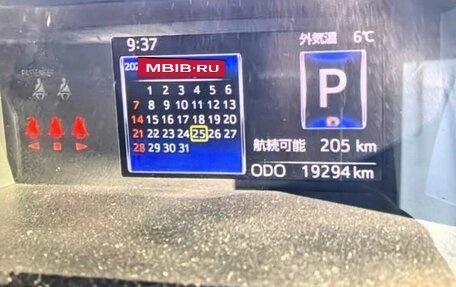 9:37 外気温 6℃
202
MBIB.RU
1 2 3 4 5 6
7 8 9 10 11 12 13
14 15 16 17 18 19 20
21 22 23 24 25 26 27
28 29 30 31
P
航続可能 205 km
ODO 19294 km
PASSENGER